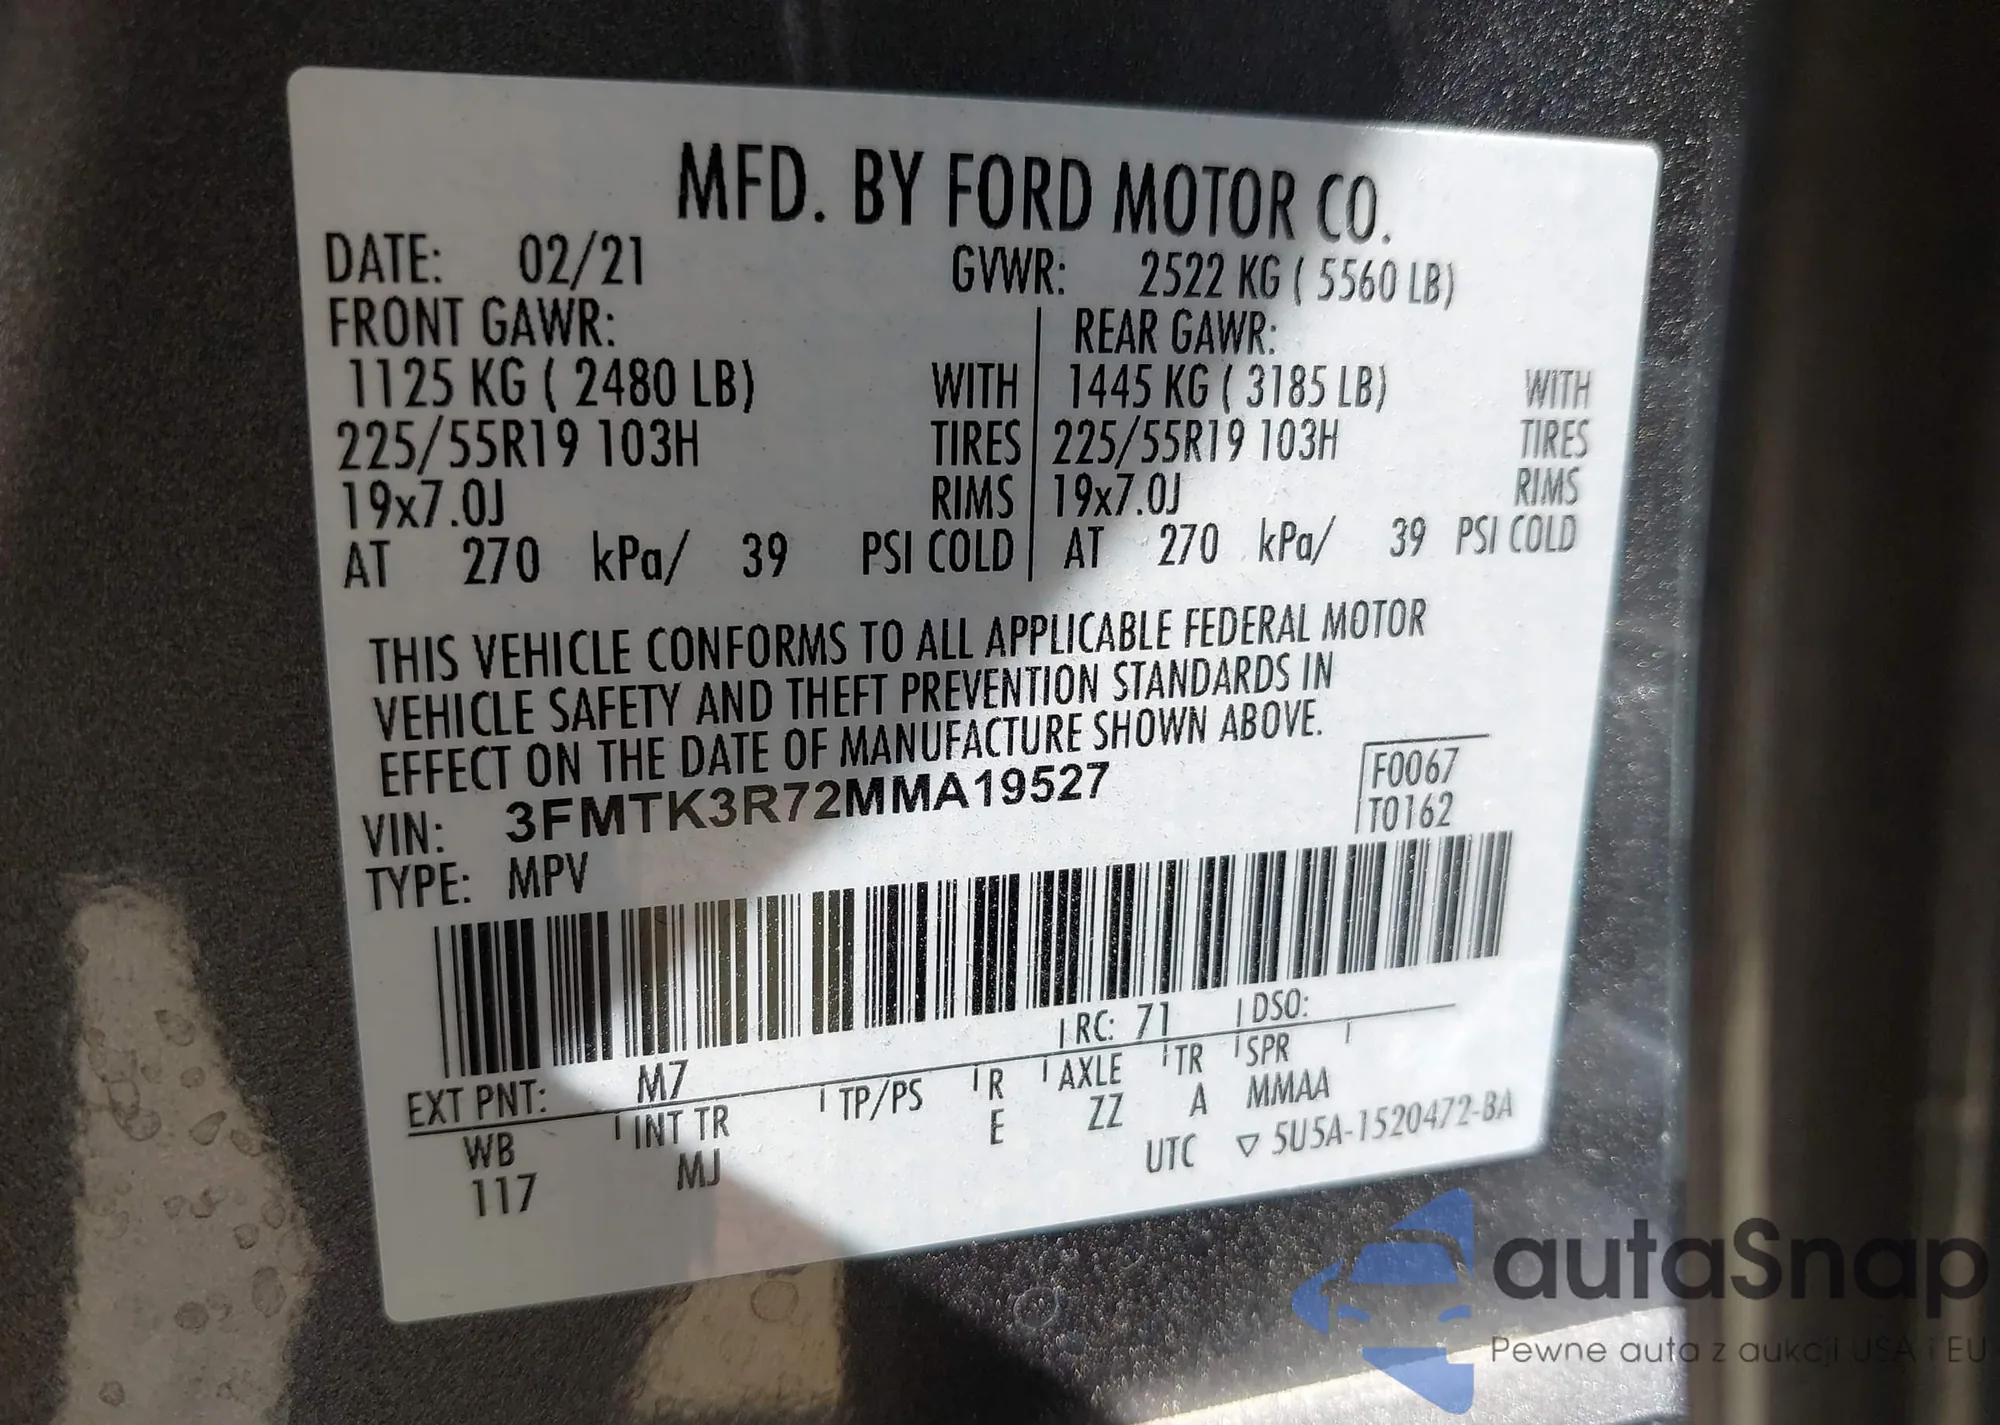 MFD. BY FORD MOTOR CO.
DATE: 02/21 GVWR: 2522 KG ( 5560 LB)
FRONT GAWR: REAR GAWR:
1125 KG ( 2480 LB) WITH 1445 KG ( 3185 LB) WITH
225/55R19 103H TIRES 225/55R19 103H TIRES
19x7.0J RIMS 19x7.0J RIMS
AT 270 kPa/ 39 PSI COLD AT 270 kPa/ 39 PSI COLD
THIS VEHICLE CONFORMS TO ALL APPLICABLE FEDERAL MOTOR
VEHICLE SAFETY AND THEFT PREVENTION STANDARDS IN
EFFECT ON THE DATE OF MANUFACTURE SHOWN ABOVE.
VIN: 3FMTK3R72MMA19527
F0067
T0162
TYPE: MPV
EXT PNT: M7 RC: 71 DSO:
WB INT TR TP/PS R AXLE TR SPR
117 MJ E ZZ A MMAA
UTC ▽ 5U5A-1520472-BA
autaSnap
Pewne auta z aukcji USA i EU